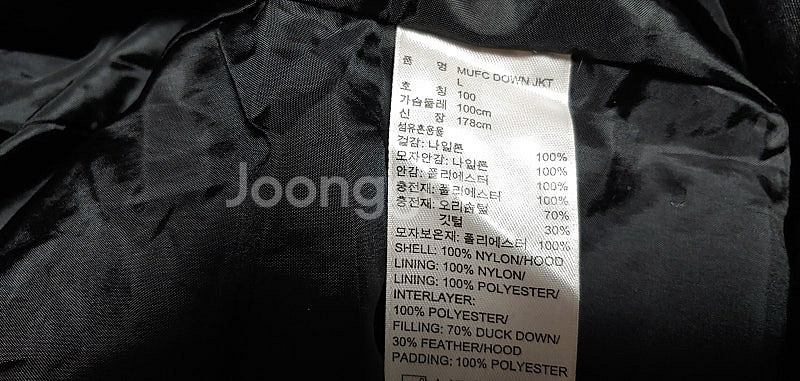 품 명 MUFC DOWN JKT
L
호 칭 100
가슴둘레 100cm
신 장 178cm
섬유혼용율
겉감: 나일론 100%
모자안감: 나일론 100%
안감: 폴리에스터 100%
충전재: 폴리에스터 100%
충전재: 오리솜털 70%
깃털 30%
모자보온재: 폴리에스터 100%
SHELL: 100% NYLON/HOOD
LINING: 100% NYLON/
LINING: 100% POLYESTER/
INTERLAYER:
100% POLYESTER/
FILLING: 70% DUCK DOWN/
30% FEATHER/HOOD
PADDING: 100% POLYESTER